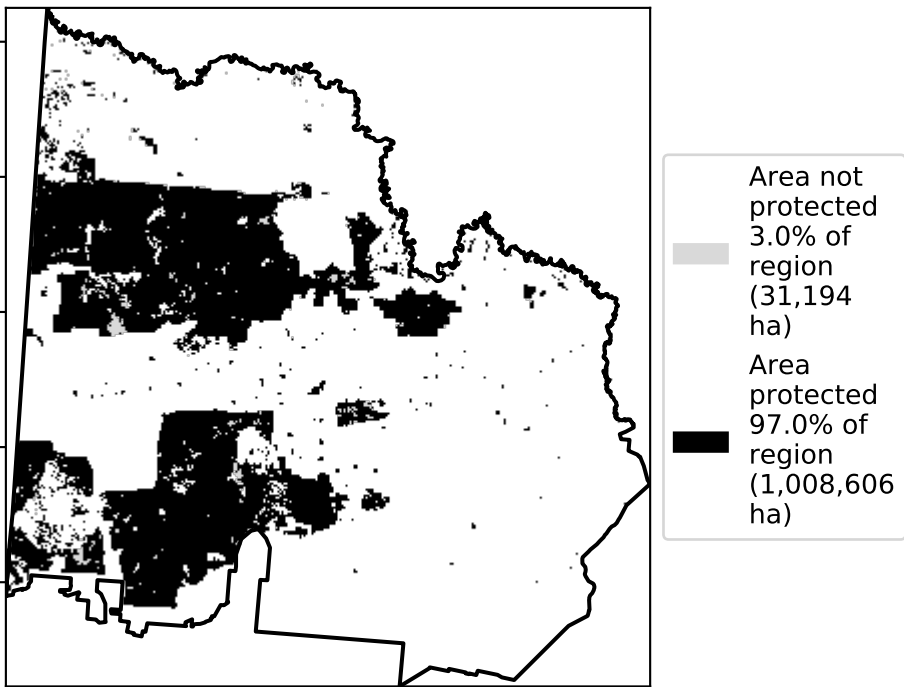 Area not
protected
3.0% of
region
(31,194
ha)
Area
protected
97.0% of
region
(1,008,606
ha)